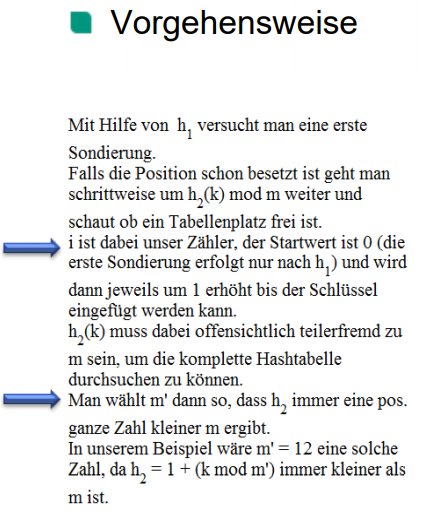 Vorgehensweise
Mit Hilfe von h₁ versucht man eine erste
Sondierung.
Falls die Position schon besetzt ist geht man
schrittweise um h₂(k) mod m weiter und
schaut ob ein Tabellenplatz frei ist.
i ist dabei unser Zähler, der Startwert ist 0 (die
erste Sondierung erfolgt nur nach h₁) und wird
dann jeweils um 1 erhöht bis der Schlüssel
eingefügt werden kann.
h₂(k) muss dabei offensichtlich teilerfremd zu
m sein, um die komplette Hashtabelle
durchsuchen zu können.
Man wählt m' dann so, dass h₂ immer eine pos.
ganze Zahl kleiner m ergibt.
In unserem Beispiel wäre m' = 12 eine solche
Zahl, da h₂ = 1 + (k mod m') immer kleiner als
m ist.